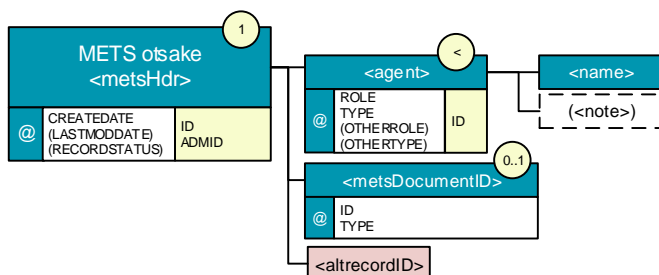 1
METS otsake
<metsHdr>
@
CREATEDATE
(LASTMODDATE)
(RECORDSTATUS)
ID
ADMID
<
<agent>
@
ROLE
TYPE
(OTHERROLE)
(OTHERTYPE)
ID
<name>
(<note>)
0..1
<metsDocumentID>
@
ID
TYPE
<altrecordID>